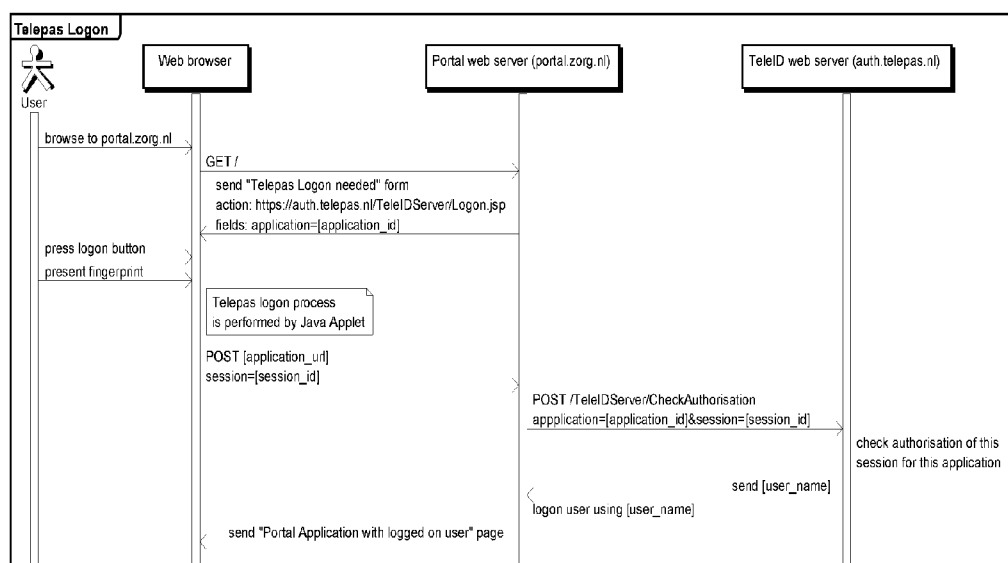 Telepas Logon
Web browser
Portal web server (portal.zorg.nl)
TeleID web server (auth.telepas.nl)
User
browse to portal.zorg.nl
GET /
send "Telepas Logon needed" form
action: https://auth.telepas.nl/TeleIDServer/Logon.jsp
fields: application=[application_id]
press logon button
present fingerprint
Telepas logon process
is performed by Java Applet
POST [application_url]
session=[session_id]
POST /TeleIDServer/CheckAuthorisation
appplication=[application_id]&session=[session_id]
check authorisation of this
session for this application
send [user_name]
logon user using [user_name]
send "Portal Application with logged on user" page